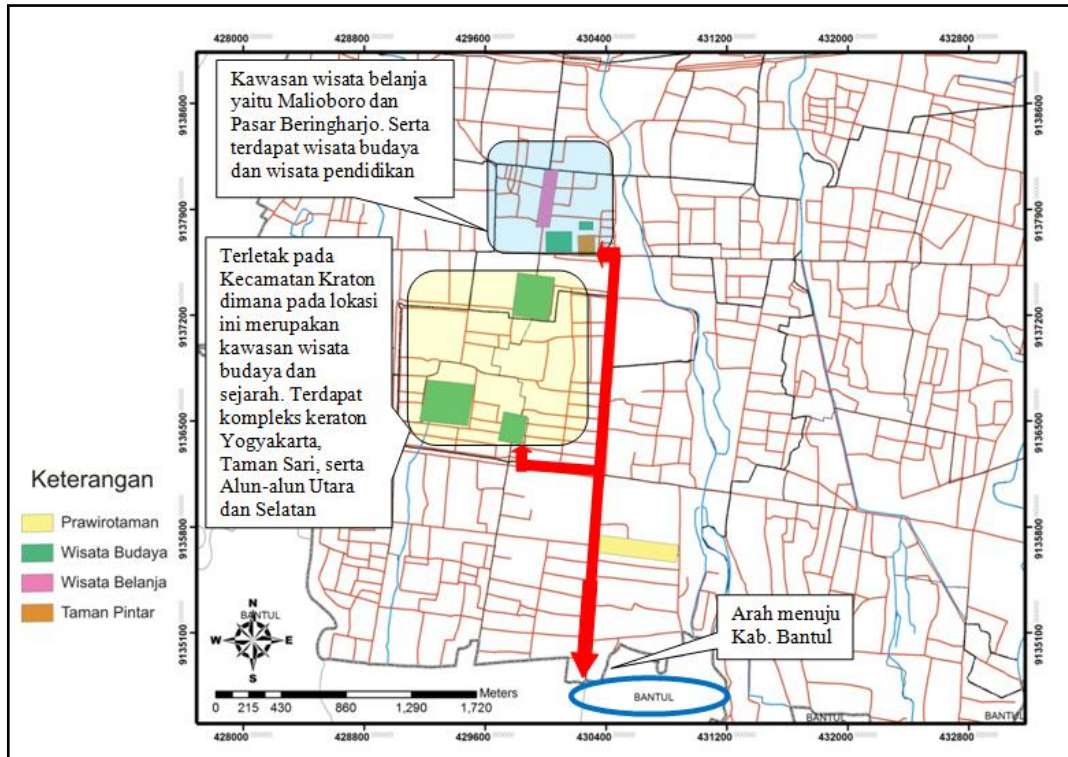 428000 428800 429600 430400 431200 432000 432800
9138600
9137900
9137200
9136500
9135800
9135100
Kawasan wisata belanja
yaitu Malioboro dan
Pasar Beringharjo. Serta
terdapat wisata budaya
dan wisata pendidikan
Terletak pada
Kecamatan Kraton
dimana pada lokasi
ini merupakan
kawasan wisata
budaya dan
sejarah. Terdapat
kompleks keraton
Yogyakarta,
Taman Sari, serta
Alun-alun Utara
dan Selatan
Keterangan
Prawirotaman
Wisata Budaya
Wisata Belanja
Taman Pintar
N
BANTUL
W E
S
Meters
0 215 430 860 1,290 1,720
Arah menuju
Kab. Bantul
BANTUL
BANTUL
BANTUL
9138600
9137900
9137200
9136500
9135800
9135100
428000 428800 429600 430400 431200 432000 432800